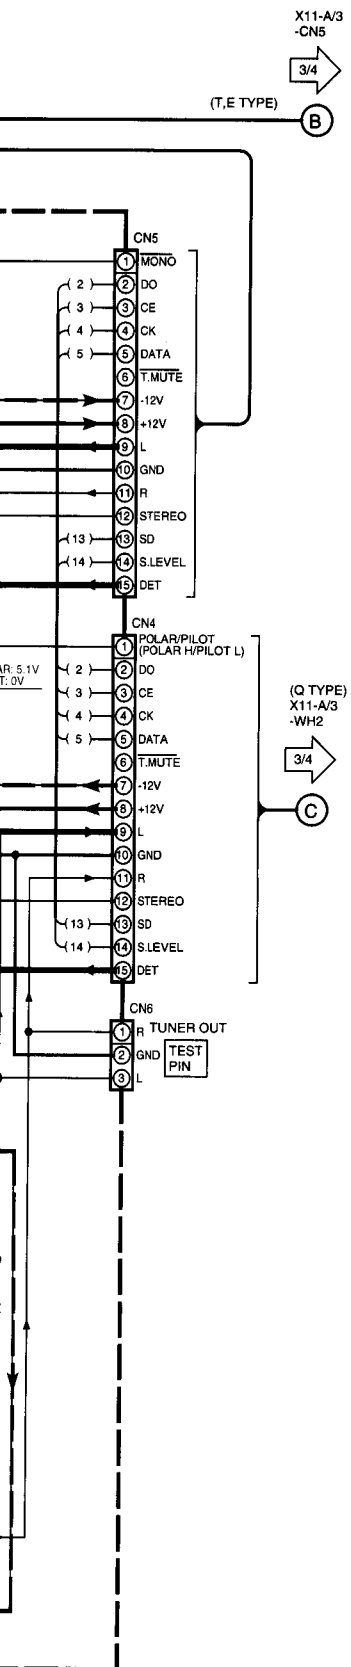 X11-A/3
-CN5
3/4
(T,E TYPE)
B
CN5
1 MONO
2 2 DO
3 3 CE
4 4 CK
5 5 DATA
6 T.MUTE
7 -12V
8 +12V
9 L
10 GND
11 R
12 STEREO
13 13 SD
14 14 S.LEVEL
15 DET
CN4
1 POLAR/PILOT
(POLAR H/PILOT L)
AR: 5.1V
T: 0V
2 2 DO
3 3 CE
4 4 CK
5 5 DATA
6 T.MUTE
7 -12V
8 +12V
9 L
10 GND
11 R
12 STEREO
13 13 SD
14 14 S.LEVEL
15 DET
(Q TYPE)
X11-A/3
-WH2
3/4
C
CN6
1 R TUNER OUT
2 GND TEST
PIN
3 L